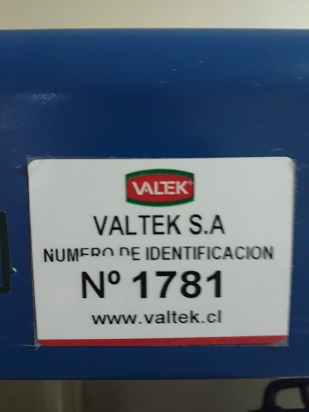 VALTEK
VALTEK S.A
NUMERO DE IDENTIFICACION
Nº 1781
www.valtek.cl